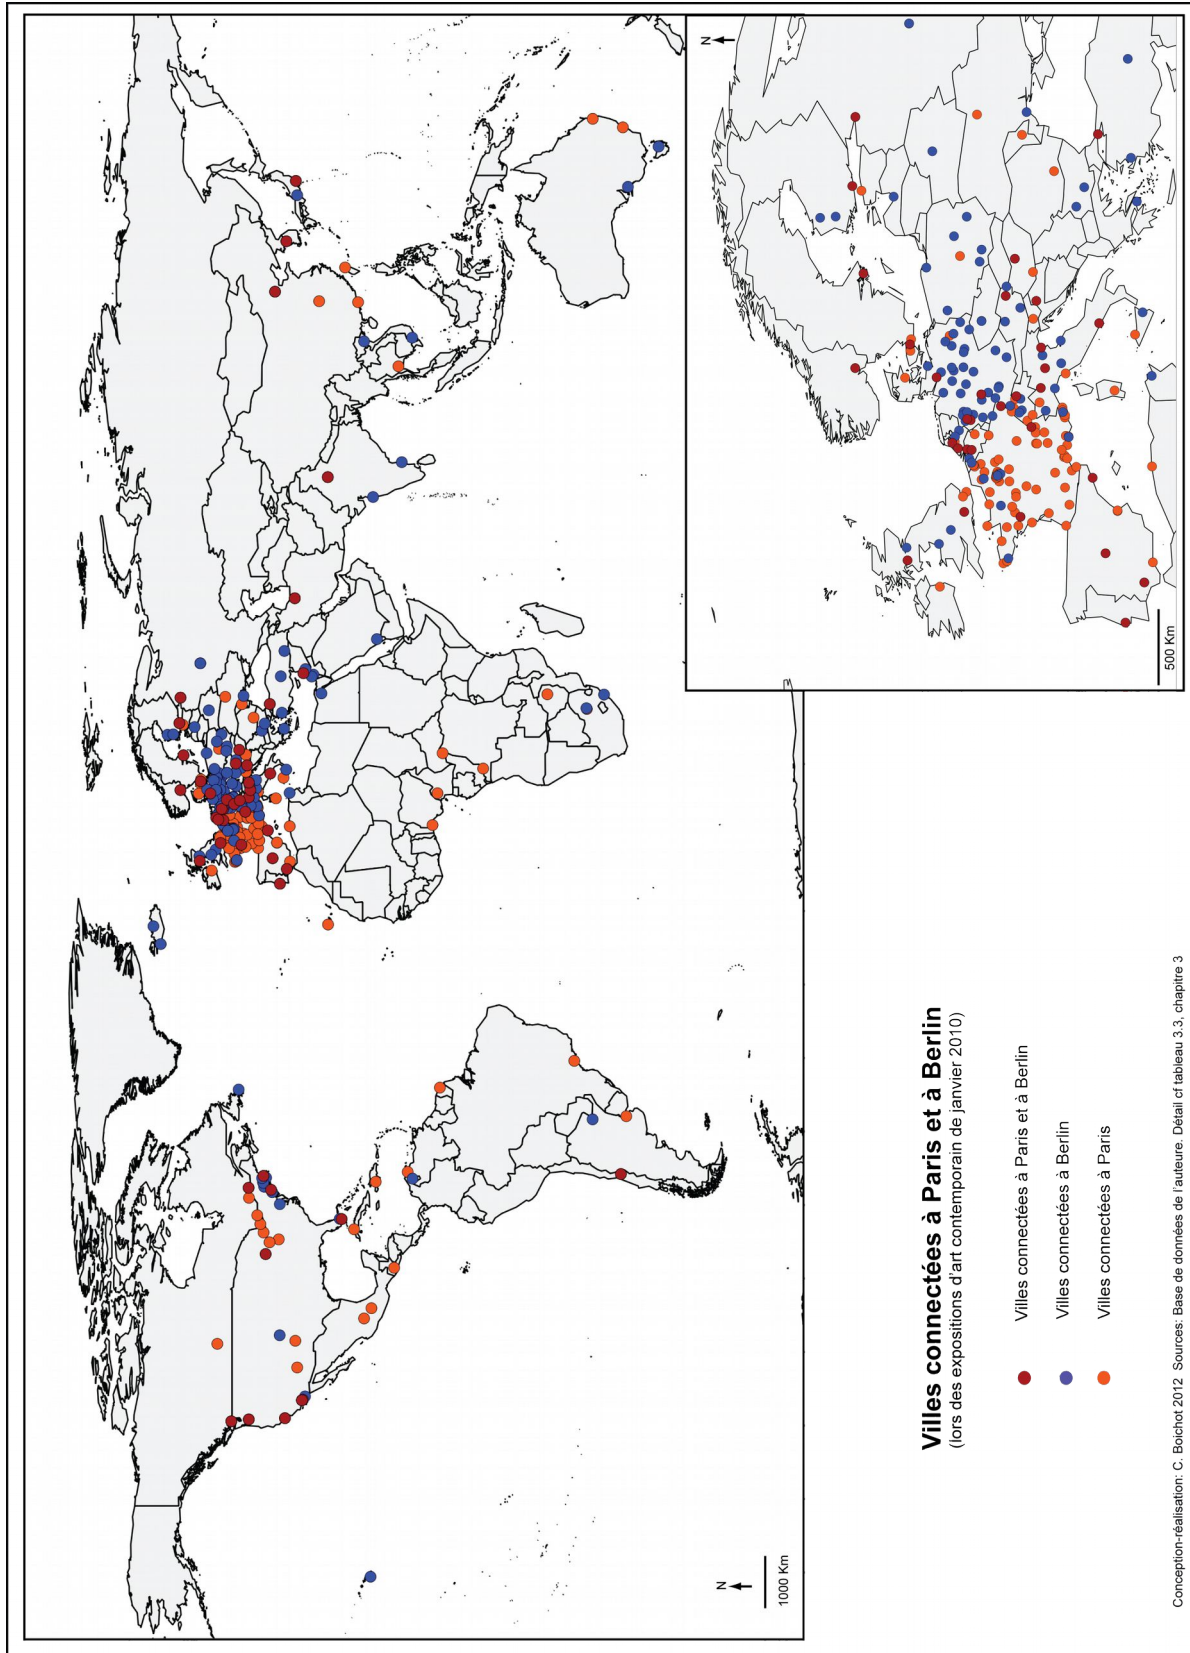 Villes connectées à Paris et à Berlin
(lors des expositions d'art contemporain de janvier 2010)
Villes connectées à Paris et à Berlin
Villes connectées à Berlin
Villes connectées à Paris
N
1000 Km
N
500 Km
Conception-réalisation: C. Boichot 2012 Sources: Base de données de l'auteure. Détail cf tableau 3.3, chapitre 3